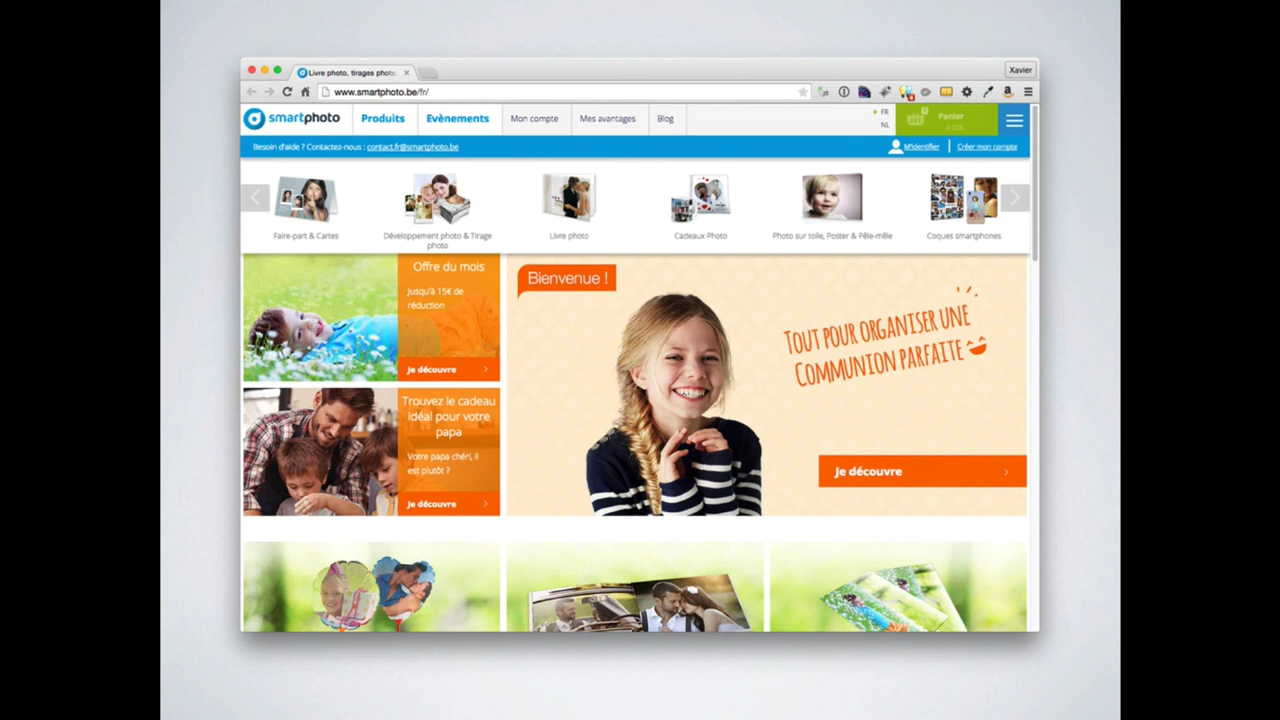 Livre photo, tirages photo,
Xavier
www.smartphoto.be/fr/
smartphoto
Produits
Evènements
Mon compte
Mes avantages
Blog
FR
NL
Panier
Besoin d'aide ? Contactez-nous : contact.fr@smartphoto.be
M'identifier
Créer mon compte
Faire-part & Cartes
Développement photo & Tirage
photo
Livre photo
Cadeaux Photo
Photo sur toile, Poster & Pêle-mêle
Coques smartphones
Offre du mois
Jusqu'à 15€ de
réduction
Je découvre
Trouvez le cadeau
idéal pour votre
papa
Votre papa chéri, il
est plutôt ?
Je découvre
Bienvenue !
Tout pour organiser une
Communion parfaite
Je découvre